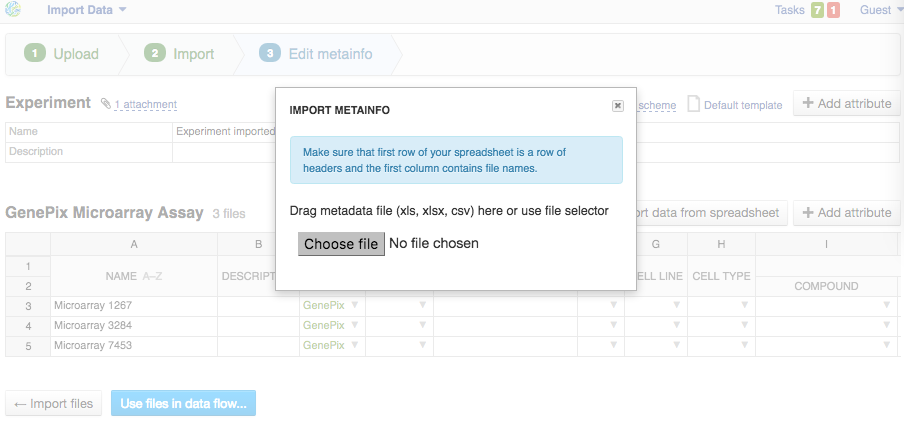 Import Data
Tasks 7 1 Guest
1 Upload 2 Import 3 Edit metainfo
Experiment 1 attachment
scheme Default template + Add attribute
Name Experiment imported
Description
IMPORT METAINFO
Make sure that first row of your spreadsheet is a row of
headers and the first column contains file names.
Drag metadata file (xls, xlsx, csv) here or use file selector
Choose file No file chosen
GenePix Microarray Assay 3 files
rt data from spreadsheet + Add attribute
A B G H I
1 NAME A–Z DESCRIPT ELL LINE CELL TYPE
2 COMPOUND
3 Microarray 1267 GenePix
4 Microarray 3284 GenePix
5 Microarray 7453 GenePix
← Import files Use files in data flow...